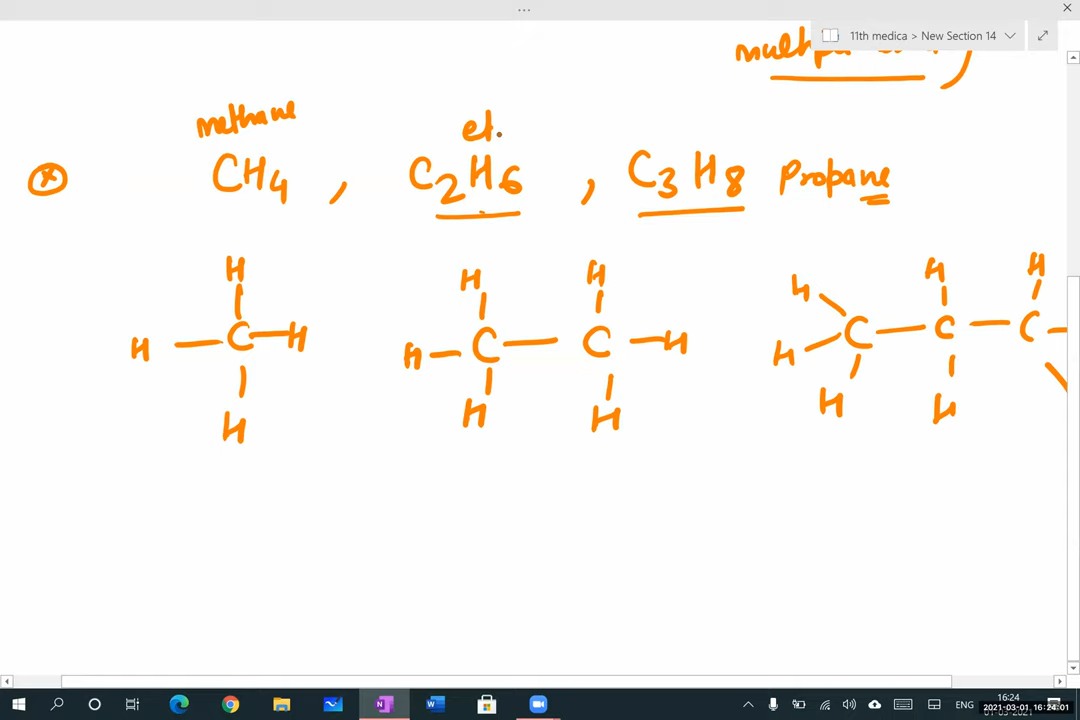 11th medica > New Section 14
methane
et
CH4 , C2H6 , C3H8 Propane
H H H H H
H C H H C C H H C C C
H H H H H
ENG
16:24
2021-03-01 16:24:01